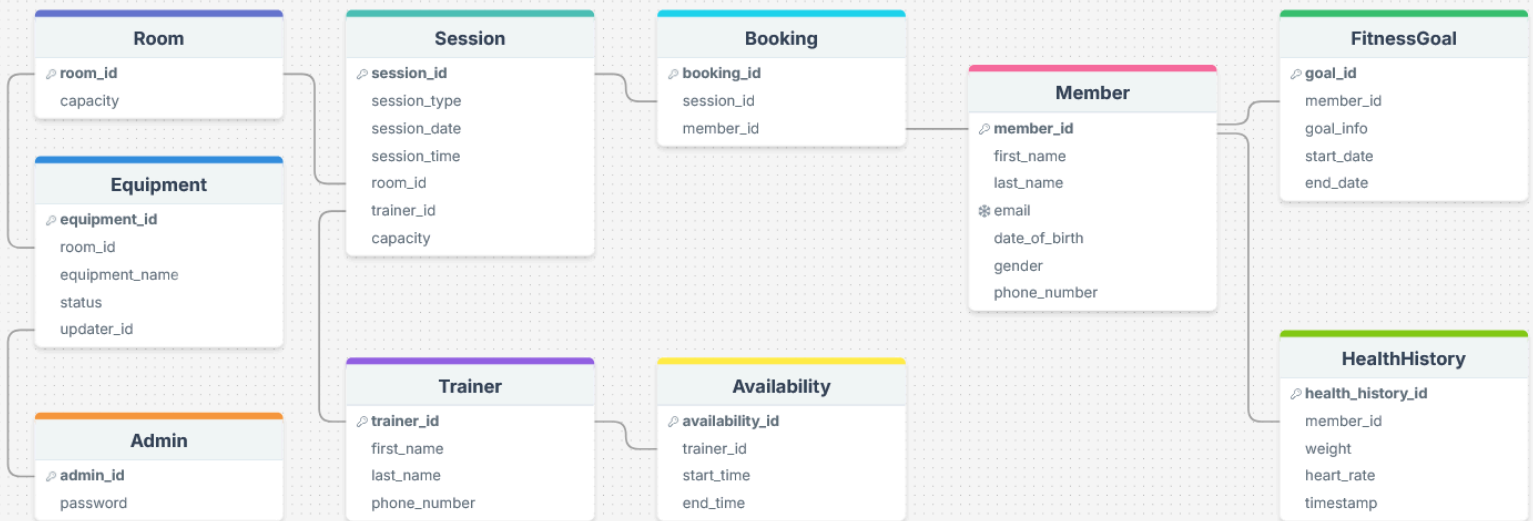 Room
room_id
capacity
Equipment
equipment_id
room_id
equipment_name
status
updater_id
Admin
admin_id
password
Session
session_id
session_type
session_date
session_time
room_id
trainer_id
capacity
Trainer
trainer_id
first_name
last_name
phone_number
Booking
booking_id
session_id
member_id
Availability
availability_id
trainer_id
start_time
end_time
Member
member_id
first_name
last_name
email
date_of_birth
gender
phone_number
FitnessGoal
goal_id
member_id
goal_info
start_date
end_date
HealthHistory
health_history_id
member_id
weight
heart_rate
timestamp